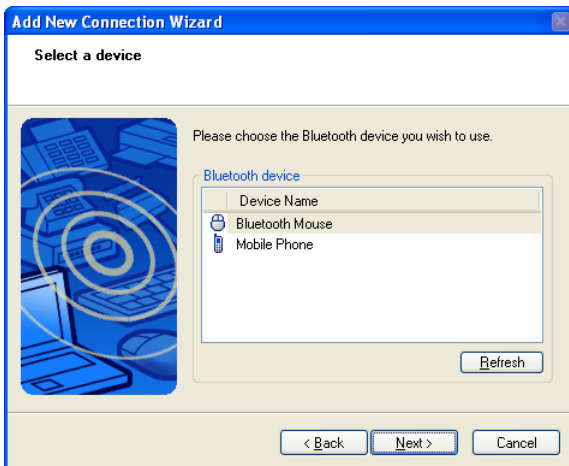 Add New Connection Wizard
Select a device
Please choose the Bluetooth device you wish to use.
Bluetooth device
Device Name
Bluetooth Mouse
Mobile Phone
Refresh
< Back
Next >
Cancel